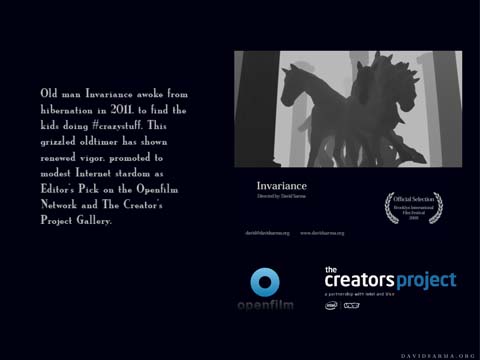 Old man Invariance awoke from
hibernation in 2011, to find the
kids doing #crazystuff. This
grizzled oldtimer has shown
renewed vigor, promoted to
modest Internet stardom as
Editor's Pick on the Openfilm
Network and The Creator's
Project Gallery.
Invariance
Directed by David Sarma
Official Selection
Brooklyn International
Film Festival
2009
david@davidsarma.org www.davidsarma.org
openfilm
the
creatorsproject
a partnership with intel and vice
intel
DAVIDSARMA.ORG